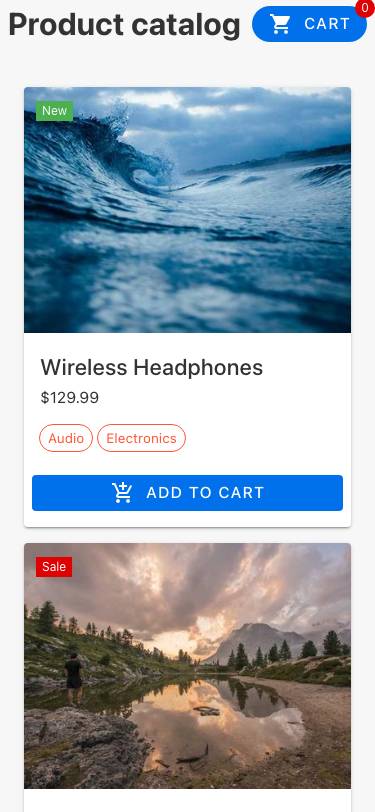 Product catalog
CART
0
New
Wireless Headphones
$129.99
Audio
Electronics
ADD TO CART
Sale